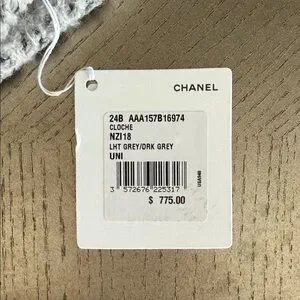 CHANEL
24B AAA157B16974
CLOCHE
NZI18
LHT GREY/DRK GREY
UNI
3 572676 225317
$ 775.00